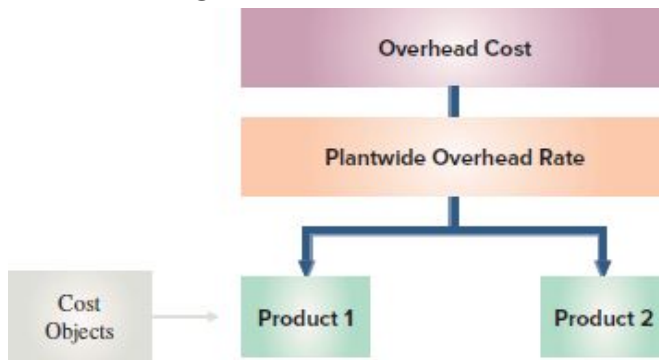 Overhead Cost
Plantwide Overhead Rate
Cost
Objects
Product 1
Product 2